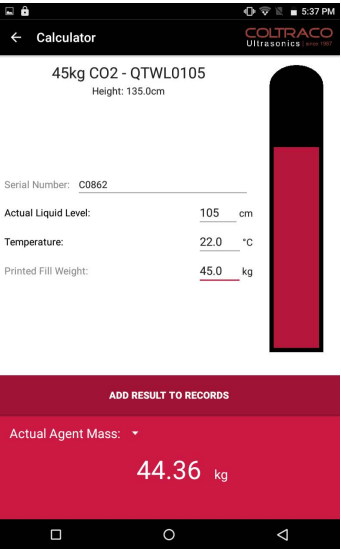 5:37 PM
Calculator
COLTRACO
Ultrasonics | since 1987
45kg CO2 - QTWL0105
Height: 135.0cm
Serial Number: C0862
Actual Liquid Level: 105 cm
Temperature: 22.0 °C
Printed Fill Weight: 45.0 kg
ADD RESULT TO RECORDS
Actual Agent Mass:
44.36 kg